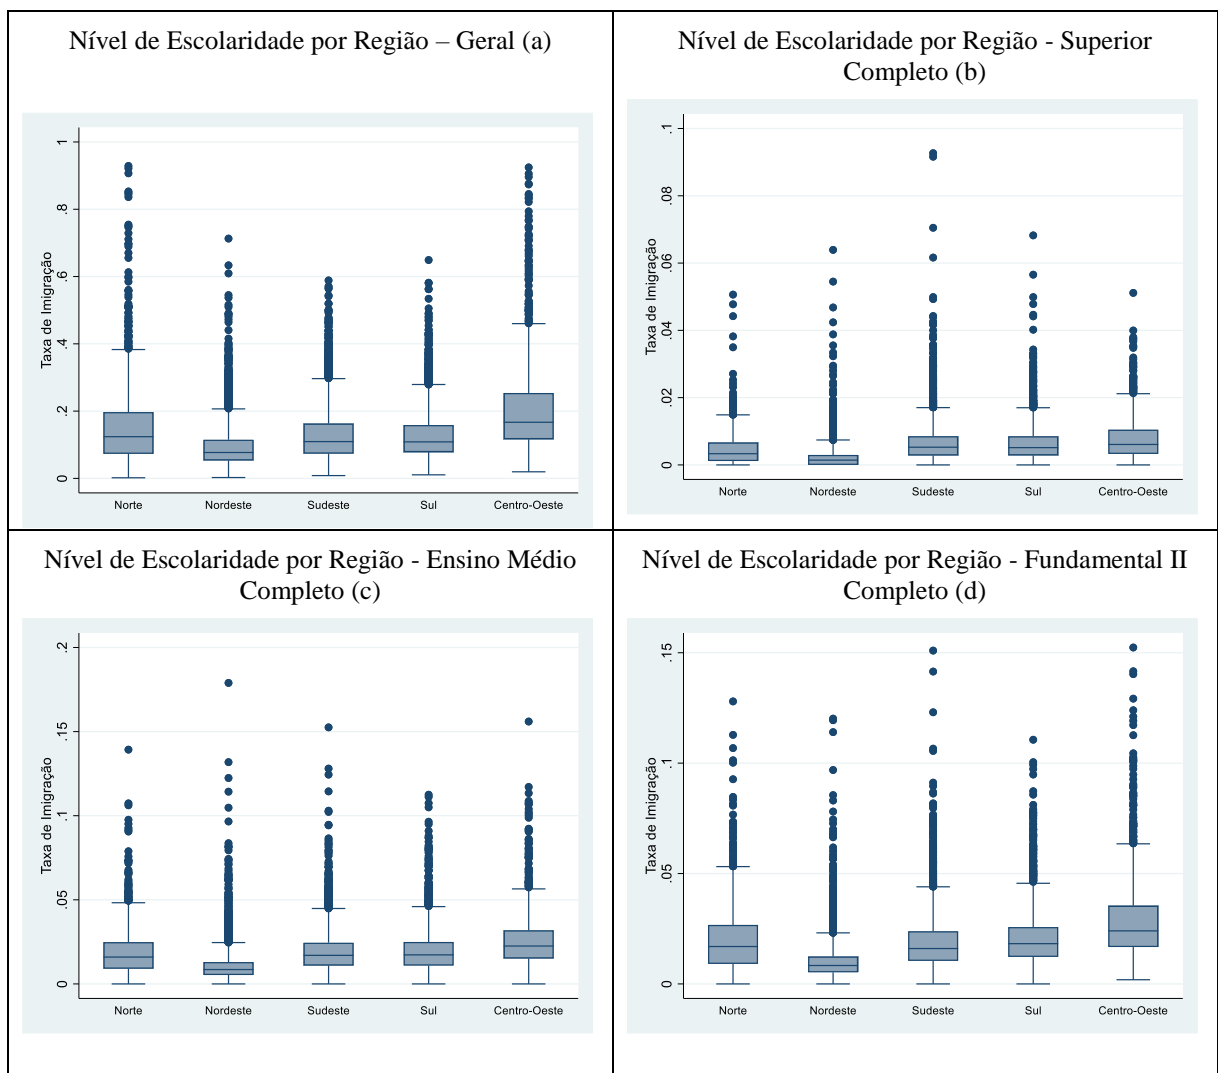 Nível de Escolaridade por Região – Geral (a)
Taxa de Imigração
1
.8
.6
.4
.2
0
Norte Nordeste Sudeste Sul Centro-Oeste
Nível de Escolaridade por Região - Superior
Completo (b)
Taxa de Imigração
.1
.08
.06
.04
.02
0
Norte Nordeste Sudeste Sul Centro-Oeste
Nível de Escolaridade por Região - Ensino Médio
Completo (c)
Taxa de Imigração
.2
.15
.1
.05
0
Norte Nordeste Sudeste Sul Centro-Oeste
Nível de Escolaridade por Região - Fundamental II
Completo (d)
Taxa de Imigração
.15
.1
.05
0
Norte Nordeste Sudeste Sul Centro-Oeste